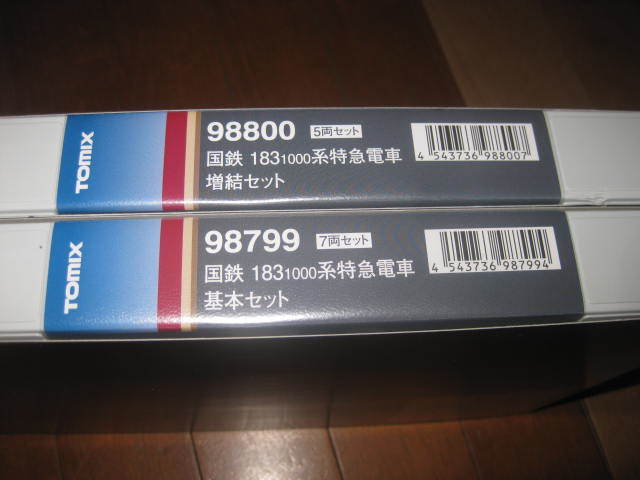 TOMIX
98800 5両セット
国鉄 1831000系特急電車
増結セット
4 543736 988007
TOMIX
98799 7両セット
国鉄 1831000系特急電車
基本セット
4 543736 987994